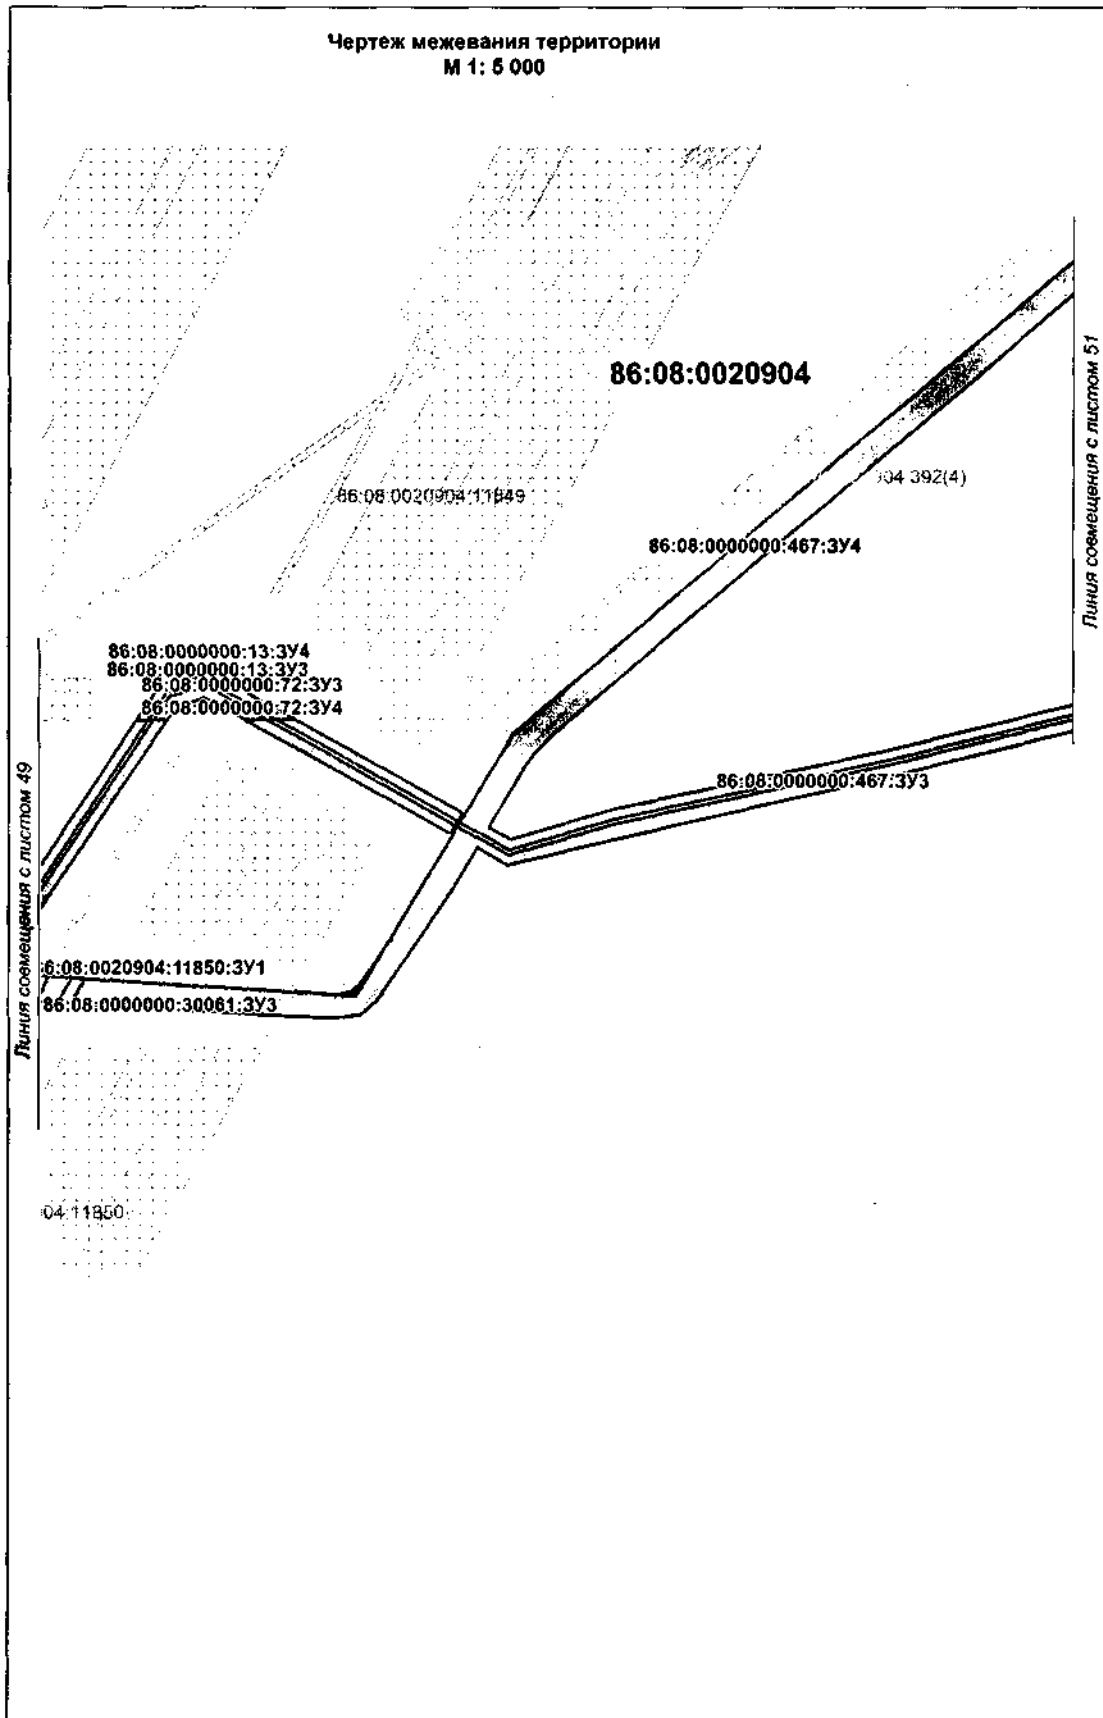 Чертеж межевания территории
М 1: 5 000
86:08:0020904
Линия совмещения с листом 51
904 392(4)
86:08:0020904:11849
86:08:0000000:467:ЗУ4
86:08:0000000:13:ЗУ4
86:08:0000000:13:ЗУ3
86:08:0000000:72:ЗУ3
86:08:0000000:72:ЗУ4
86:08:0000000:467:ЗУ3
Линия совмещения с листом 49
6:08:0020904:11850:ЗУ1
86:08:0000000:30061:ЗУ3
04:11850